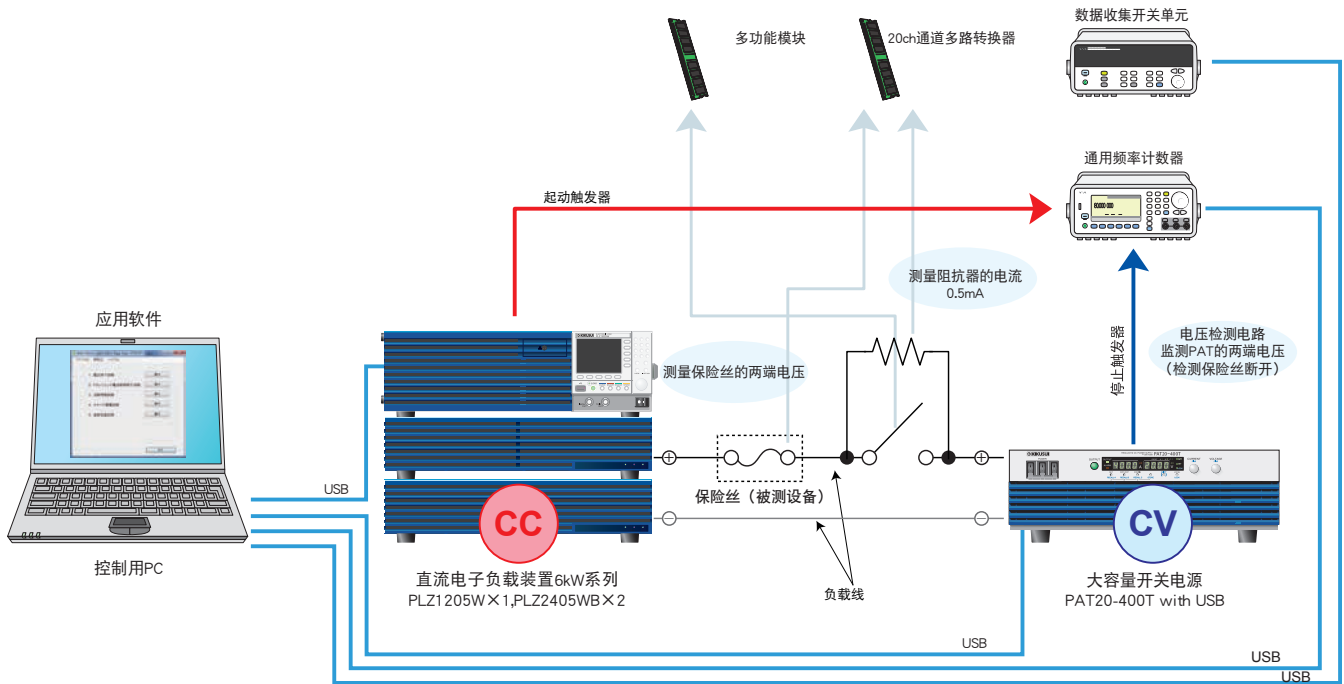 数据收集开关单元
多功能模块
20ch通道多路转换器
通用频率计数器
起动触发器
测量阻抗器的电流
0.5mA
停止触发器
电压检测电路
监测PAT的两端电压
（检测保险丝断开）
应用软件
测量保险丝的两端电压
KIKUSUI
USB
保险丝（被测设备）
CC
KIKUSUI
PAT20-400T
CV
控制用PC
直流电子负载装置6kW系列
PLZ1205W×1,PLZ2405WB×2
负载线
大容量开关电源
PAT20-400T with USB
USB
USB
USB